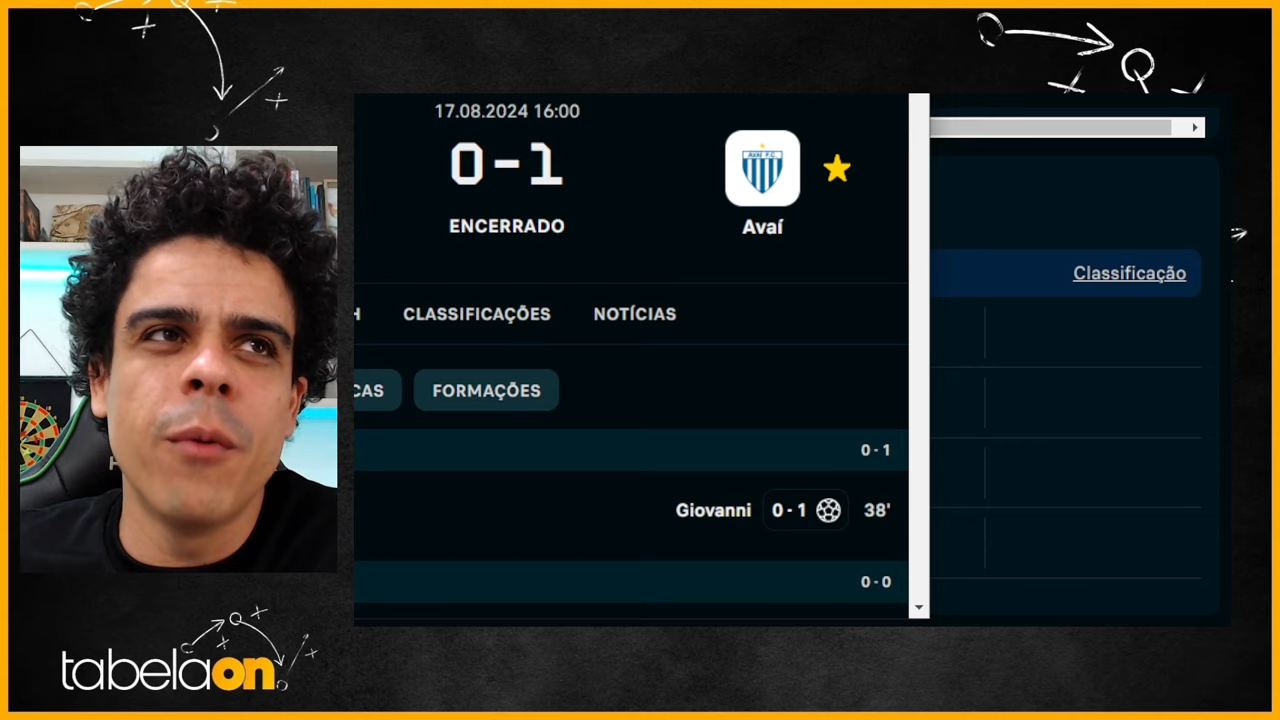 17.08.2024 16:00
0-1
ENCERRADO
Avaí
Classificação
H CLASSIFICAÇÕES NOTÍCIAS
CAS FORMAÇÕES
0 - 1
Giovanni 0 - 1 38'
0 - 0
tabelaon